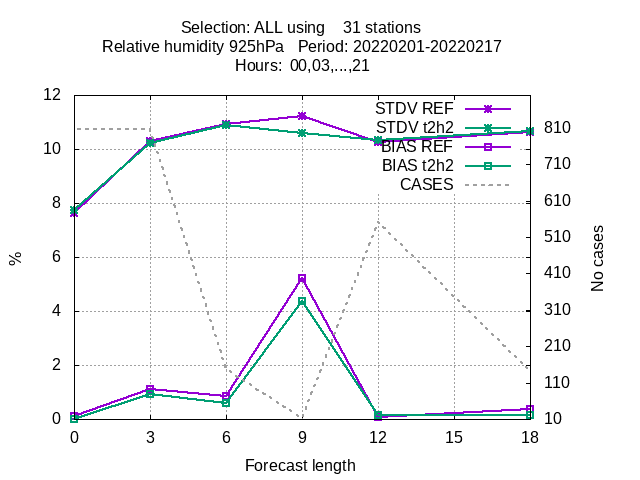 Selection: ALL using    31 stations
Relative humidity 925hPa   Period: 20220201-20220217
Hours: 00,03,...,21
STDV REF
STDV t2h2
BIAS REF
BIAS t2h2
CASES
12
10
8
6
4
2
0
%
810
710
610
510
410
310
210
110
10
No cases
0 3 6 9 12 15 18
Forecast length